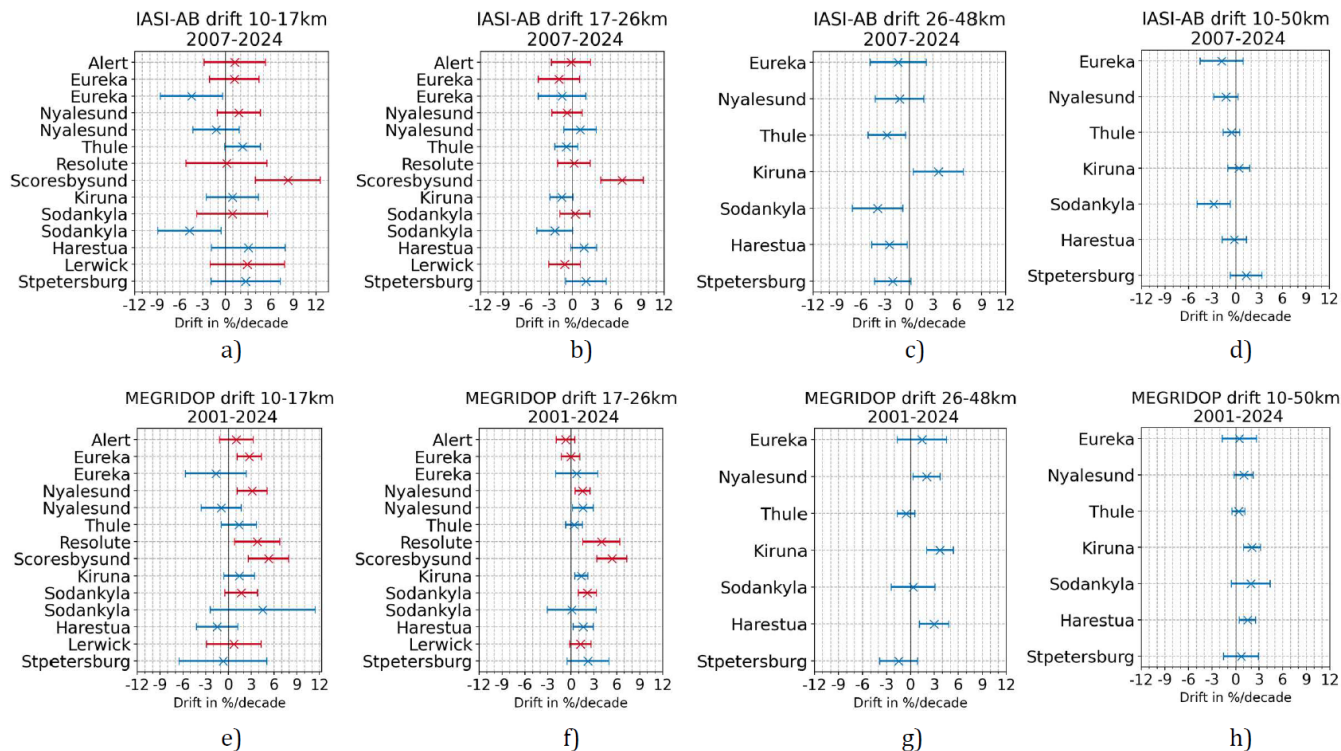 IASI-AB drift 10-17km
2007-2024
Alert
Eureka
Eureka
Nyalesund
Nyalesund
Thule
Resolute
Scoresbysund
Kiruna
Sodankyla
Sodankyla
Harestua
Lerwick
Stpetersburg
-12 -9 -6 -3 0 3 6 9 12
Drift in %/decade
a)
IASI-AB drift 17-26km
2007-2024
Alert
Eureka
Eureka
Nyalesund
Nyalesund
Thule
Resolute
Scoresbysund
Kiruna
Sodankyla
Sodankyla
Harestua
Lerwick
Stpetersburg
-12 -9 -6 -3 0 3 6 9 12
Drift in %/decade
b)
IASI-AB drift 26-48km
2007-2024
Eureka
Nyalesund
Thule
Kiruna
Sodankyla
Harestua
Stpetersburg
-12 -9 -6 -3 0 3 6 9 12
Drift in %/decade
c)
IASI-AB drift 10-50km
2007-2024
Eureka
Nyalesund
Thule
Kiruna
Sodankyla
Harestua
Stpetersburg
-12 -9 -6 -3 0 3 6 9 12
Drift in %/decade
d)
MEGRIDOP drift 10-17km
2001-2024
Alert
Eureka
Eureka
Nyalesund
Nyalesund
Thule
Resolute
Scoresbysund
Kiruna
Sodankyla
Sodankyla
Harestua
Lerwick
Stpetersburg
-12 -9 -6 -3 0 3 6 9 12
Drift in %/decade
e)
MEGRIDOP drift 17-26km
2001-2024
Alert
Eureka
Eureka
Nyalesund
Nyalesund
Thule
Resolute
Scoresbysund
Kiruna
Sodankyla
Sodankyla
Harestua
Lerwick
Stpetersburg
-12 -9 -6 -3 0 3 6 9 12
Drift in %/decade
f)
MEGRIDOP drift 26-48km
2001-2024
Eureka
Nyalesund
Thule
Kiruna
Sodankyla
Harestua
Stpetersburg
-12 -9 -6 -3 0 3 6 9 12
Drift in %/decade
g)
MEGRIDOP drift 10-50km
2001-2024
Eureka
Nyalesund
Thule
Kiruna
Sodankyla
Harestua
Stpetersburg
-12 -9 -6 -3 0 3 6 9 12
Drift in %/decade
h)